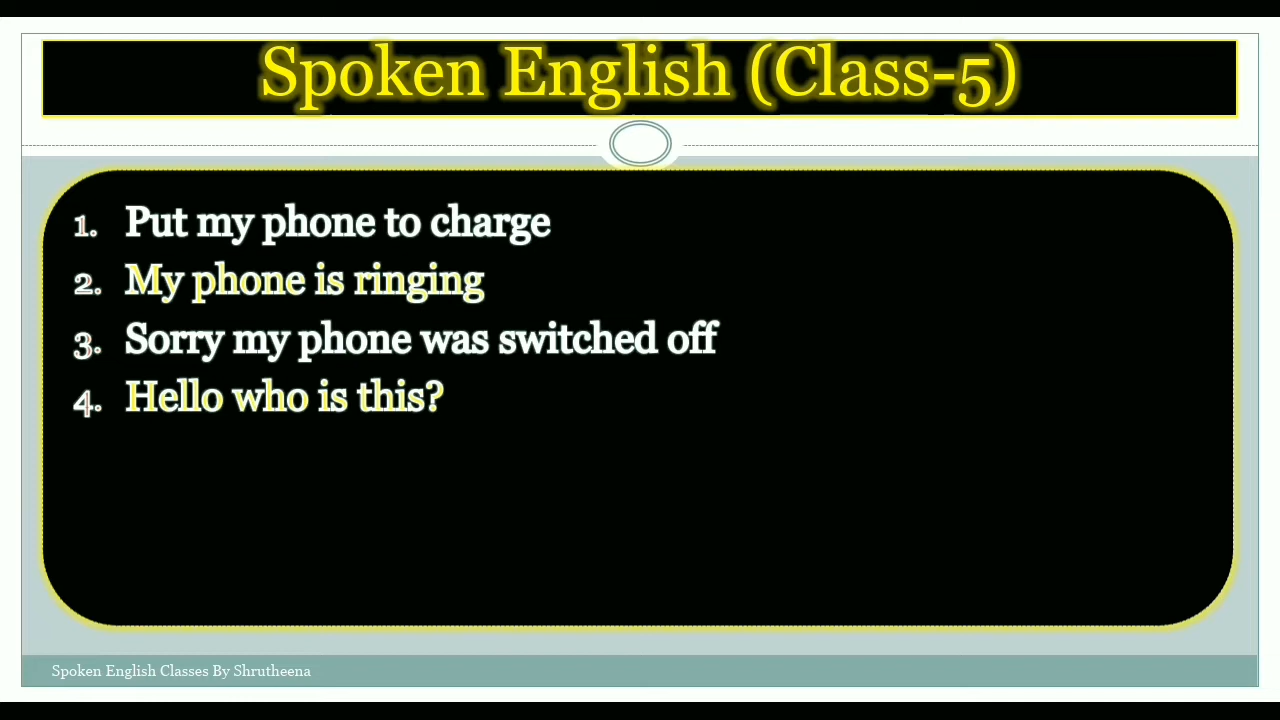 Spoken English (Class-5)
1. Put my phone to charge
2. My phone is ringing
3. Sorry my phone was switched off
4. Hello who is this?
Spoken English Classes By Shrutheena